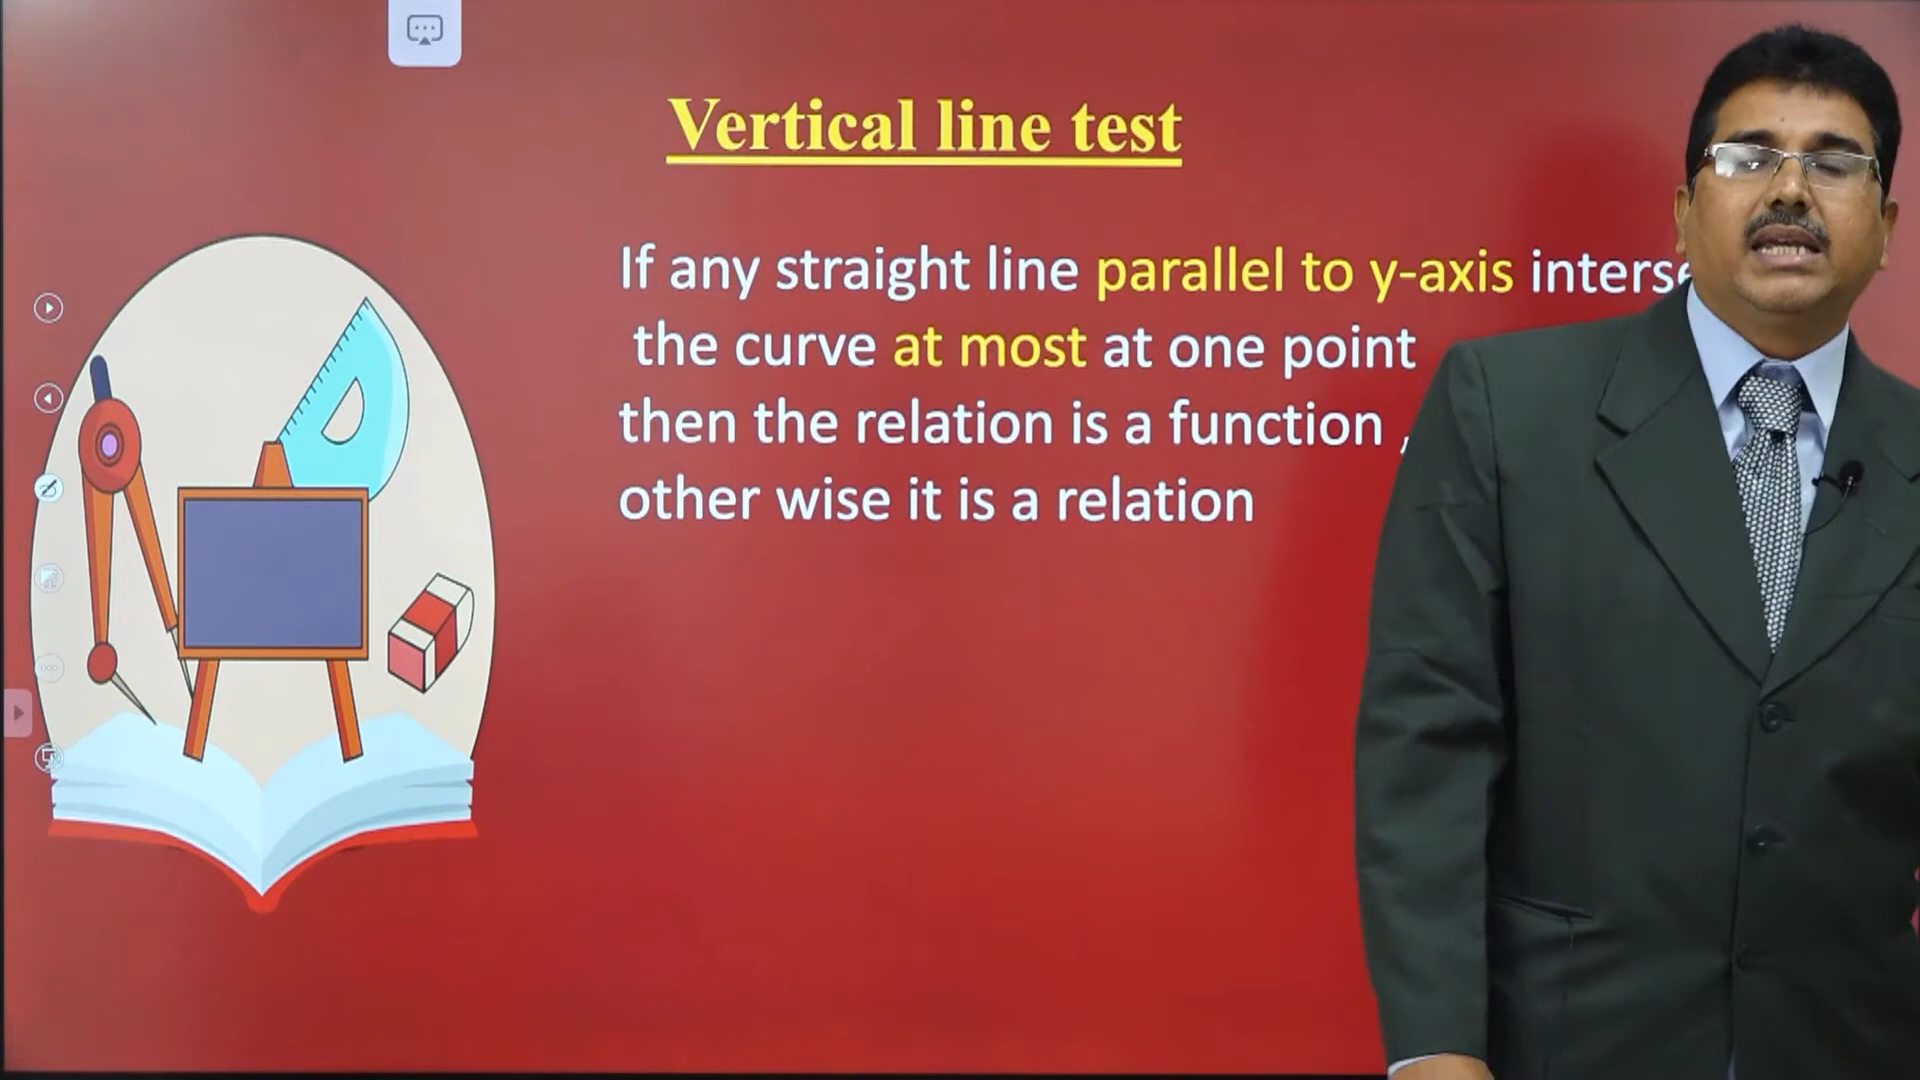 Vertical line test
If any straight line parallel to y-axis
the curve at most at one point
then the relation is a function ,
other wise it is a relation